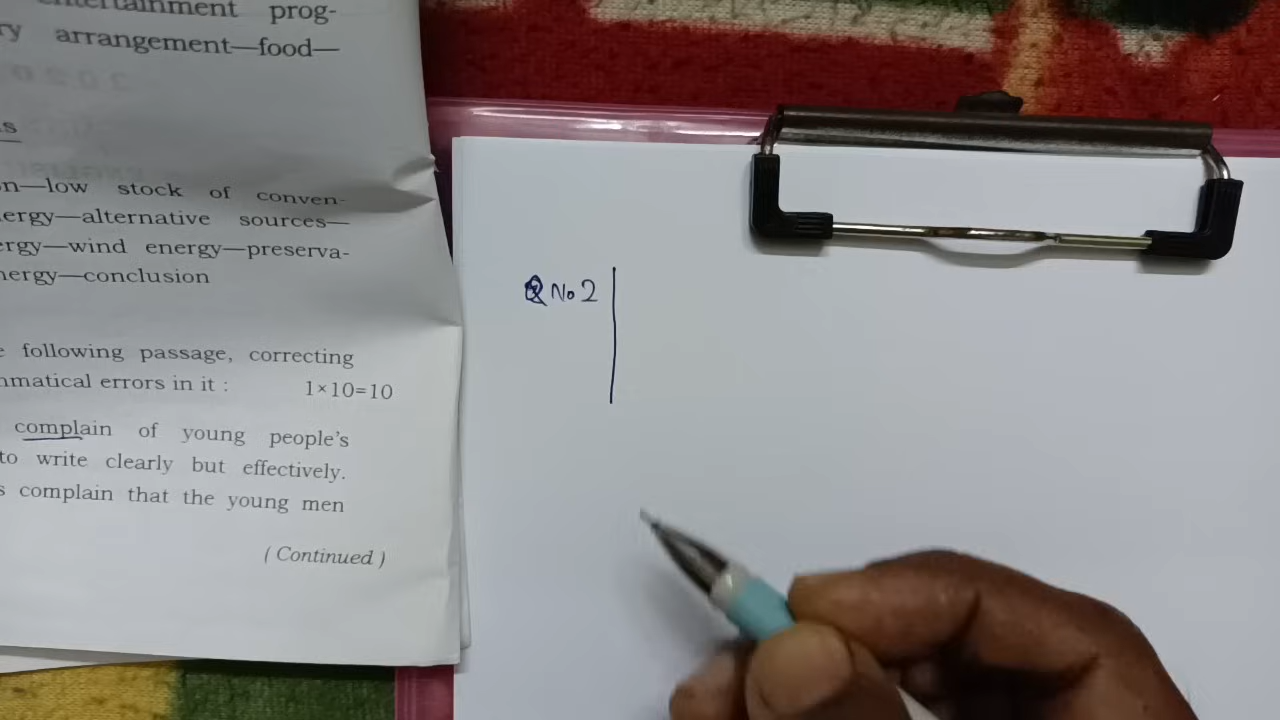 entertainment prog-
ry arrangement—food—
n—low stock of conven-
ergy—alternative sources—
ergy—wind energy—preserva-
nergy—conclusion
e following passage, correcting
mmatical errors in it : 1×10=10
complain of young people's
to write clearly but effectively.
s complain that the young men
( Continued )
Q No 2